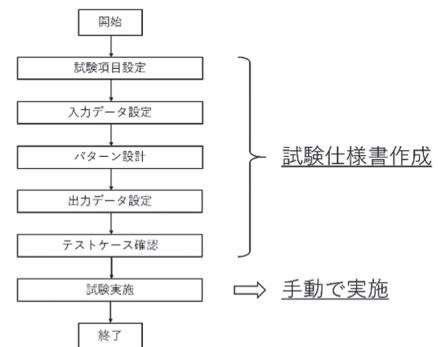 開始
試験項目設定
入力データ設定
パターン設計
試験仕様書作成
出力データ設定
テストケース確認
試験実施
手動で実施
終了